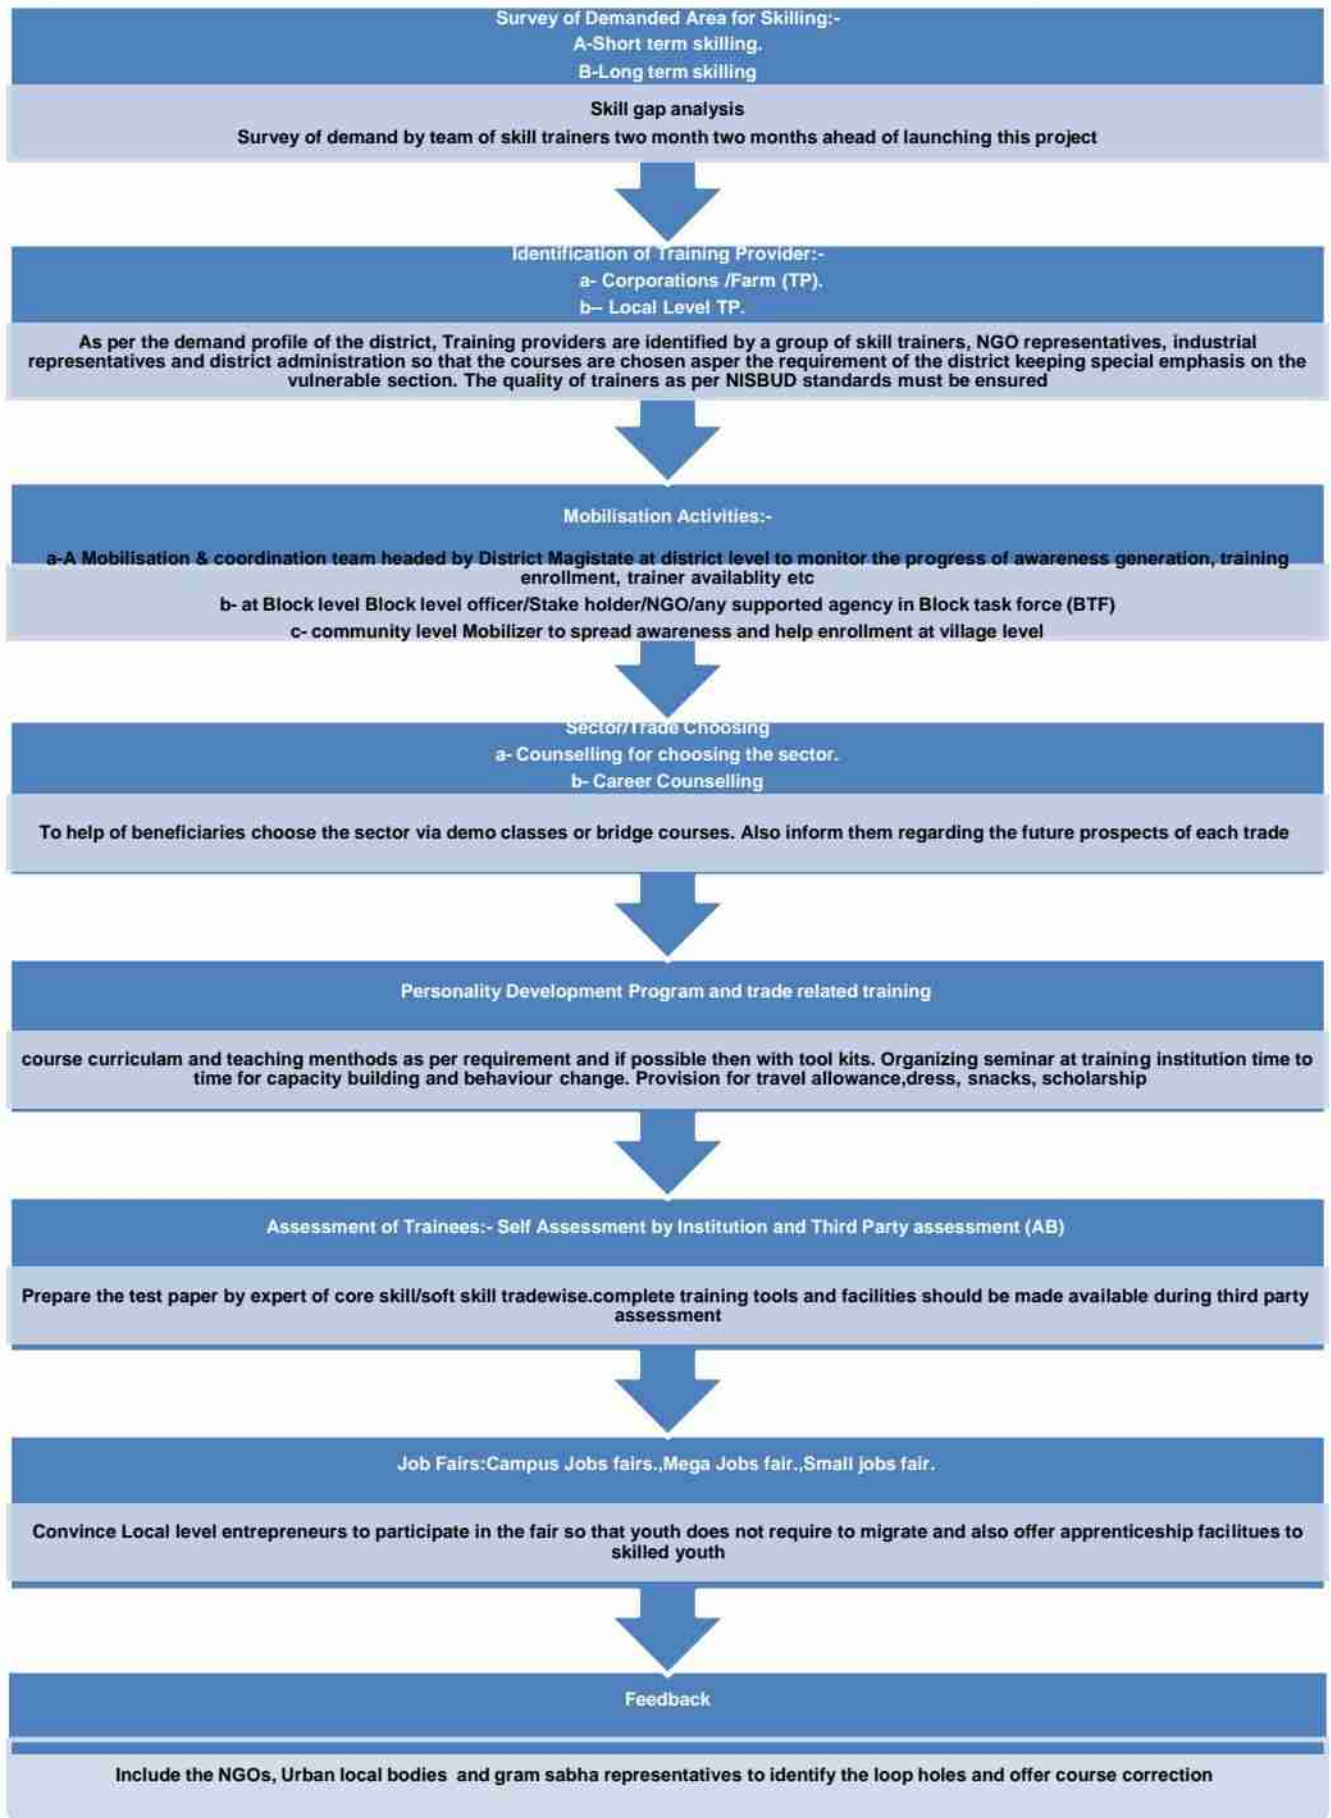 Survey of Demanded Area for Skilling:-
A-Short term skilling.
B-Long term skilling
Skill gap analysis
Survey of demand by team of skill trainers two month two months ahead of launching this project
Identification of Training Provider:-
a- Corporations /Farm (TP).
b-- Local Level TP.
As per the demand profile of the district, Training providers are identified by a group of skill trainers, NGO representatives, industrial
representatives and district administration so that the courses are chosen asper the requirement of the district keeping special emphasis on the
vulnerable section. The quality of trainers as per NISBUD standards must be ensured
Mobilisation Activities:-
a-A Mobilisation & coordination team headed by District Magistate at district level to monitor the progress of awareness generation, training
enrollment, trainer availablity etc
b- at Block level Block level officer/Stake holder/NGO/any supported agency in Block task force (BTF)
c- community level Mobilizer to spread awareness and help enrollment at village level
Sector/Trade Choosing
a- Counselling for choosing the sector.
b- Career Counselling
To help of beneficiaries choose the sector via demo classes or bridge courses. Also inform them regarding the future prospects of each trade
Personality Development Program and trade related training
course curriculam and teaching menthods as per requirement and if possible then with tool kits. Organizing seminar at training institution time to
time for capacity building and behaviour change. Provision for travel allowance,dress, snacks, scholarship
Assessment of Trainees:- Self Assessment by Institution and Third Party assessment (AB)
Prepare the test paper by expert of core skill/soft skill tradewise.complete training tools and facilities should be made available during third party
assessment
Job Fairs:Campus Jobs fairs.,Mega Jobs fair.,Small jobs fair.
Convince Local level entrepreneurs to participate in the fair so that youth does not require to migrate and also offer apprenticeship facilitues to
skilled youth
Feedback
Include the NGOs, Urban local bodies and gram sabha representatives to identify the loop holes and offer course correction